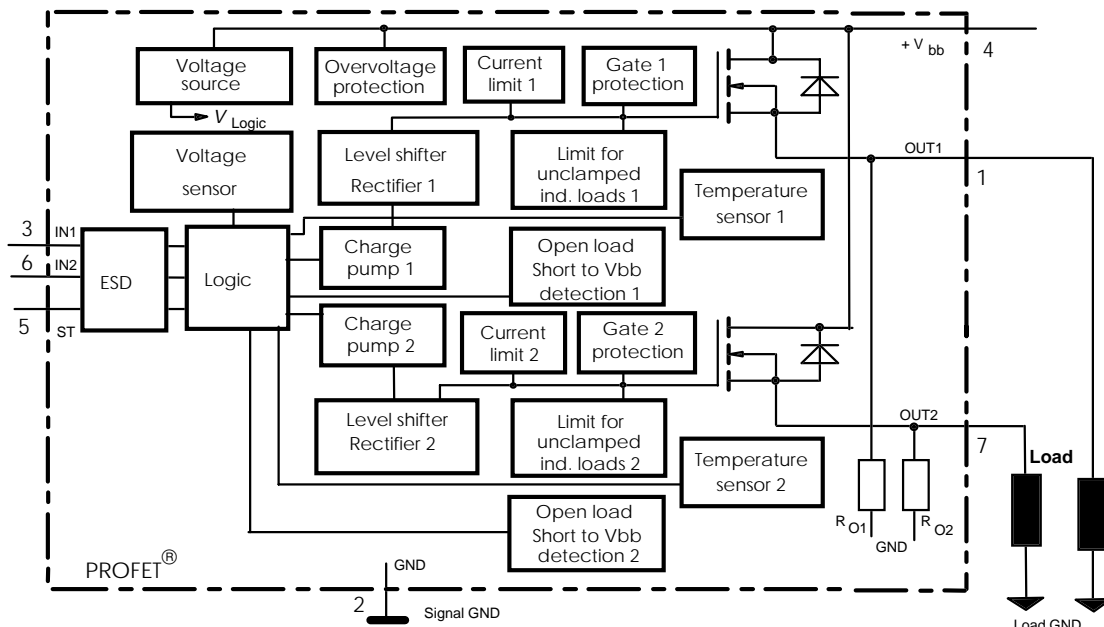 + V bb
4
Voltage
source
Overvoltage
protection
Current
limit 1
Gate 1
protection
V Logic
Voltage
sensor
Level shifter
Rectifier 1
Limit for
unclamped
ind. loads 1
OUT1
1
Temperature
sensor 1
3
IN1
6
IN2
ESD
Logic
Charge
pump 1
Open load
Short to Vbb
detection 1
5
ST
Charge
pump 2
Current
limit 2
Gate 2
protection
Level shifter
Rectifier 2
Limit for
unclamped
ind. loads 2
OUT2
7
Load
Temperature
sensor 2
R O1
GND
R O2
Open load
Short to Vbb
detection 2
PROFET®
GND
2
Signal GND
Load GND